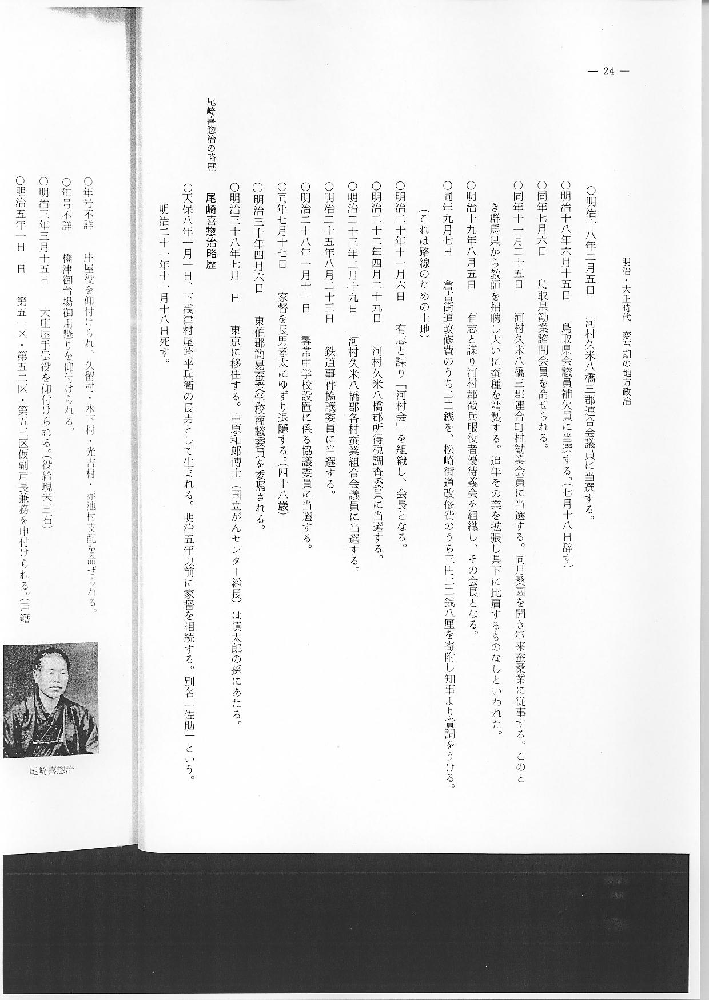 ― 24 ―
明治・大正時代　変革期の地方政治
○明治十八年二月五日　河村久米八橋三郡連合会議員に当選する。
○明治十八年六月十五日　鳥取県会議員補欠員に当選する。（七月十八日辞す）
○同年七月六日　鳥取県勧業諮問会員を命ぜられる。
○同年十一月二十五日　河村久米八橋三郡連合町村勧業会員に当選する。同月桑園を開き尓来蚕桑業に従事する。このと
き群馬県から教師を招聘し大いに蚕種を精製する。追年その業を拡張し県下に比肩するものなしといわれた。
○明治十九年八月五日　有志と謀り河村郡徴兵服役者優待義会を組織し、その会長となる。
○同年九月七日　倉吉街道改修費のうち二二銭を、松崎街道改修費のうち三円二二銭八厘を寄附し知事より賞詞をうける。
（これは路線のための土地）
○明治二十年十一月六日　有志と謀り「河村会」を組織し、会長となる。
○明治二十二年四月二十九日　河村久米八橋郡所得税調査委員に当選する。
○明治二十三年二月十九日　河村久米八橋郡各村蚕業組合会議員に当選する。
○明治二十五年八月二十三日　鉄道事件協議委員に当選する。
○明治二十八年一月十一日　尋常中学校設置に係る協議委員に当選する。
○同年七月十七日　家督を長男孝太にゆずり退隠する。（四十八歳）
○明治三十年四月六日　東伯郡簡易蚕業学校商議委員を委嘱される。
○明治三十八年七月　日　東京に移住する。中原和郎博士（国立がんセンター総長）は慎太郎の孫にあたる。
尾崎喜惣治の略歴
尾崎喜惣治略歴
○天保八年一月一日、下浅津村尾崎平兵衛の長男として生まれる。明治五年以前に家督を相続する。別名「佐助」という。
明治二十一年十一月十八日死す。
○年号不詳　庄屋役を仰付けられ、久留村・水下村・光吉村・赤池村支配を命ぜられる。
○年号不詳　橋津御台場御用懸りを仰付けられる。
○明治三年三月十五日　大庄屋手伝役を仰付けられる。（役給現米三石）
○明治五年一日　日　第五一区・第五二区・第五三区仮副戸長兼務を申付けられる。（戸籍
尾崎喜惣治